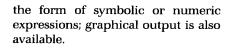 the form of symbolic or numeric
expressions; graphical output is also
available.